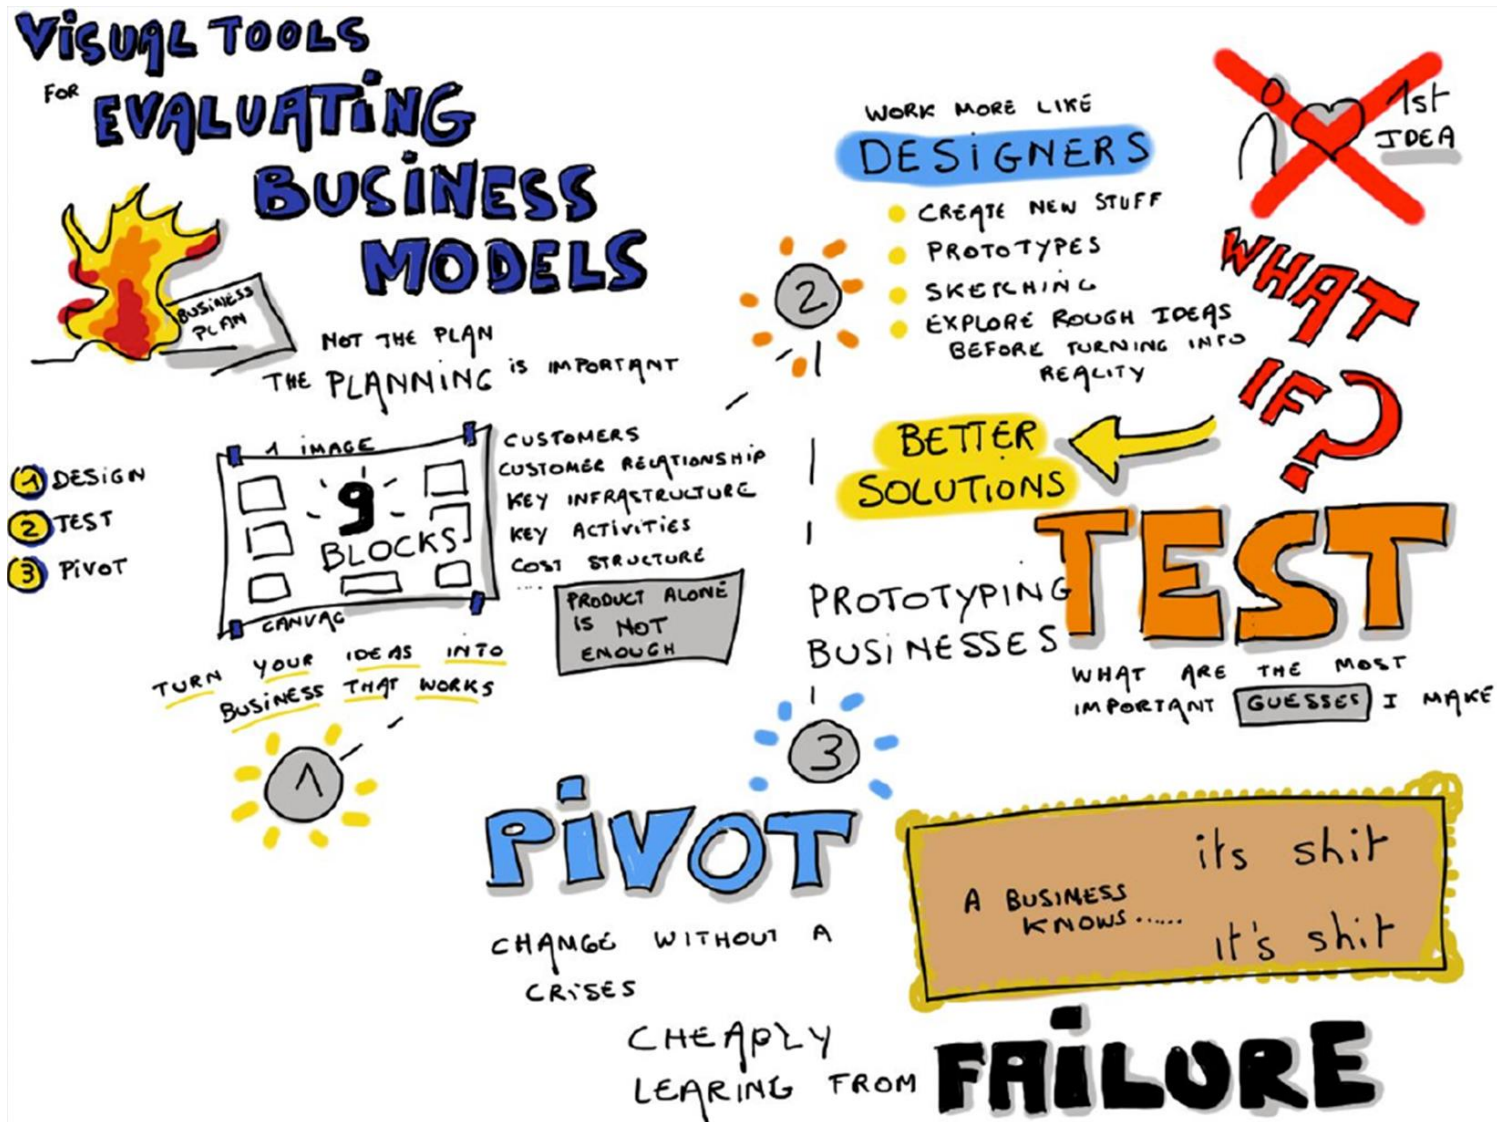 VISUAL TOOLS
FOR EVALUATING
BUSINESS
MODELS
BUSINESS
PLAN
NOT THE PLAN
THE PLANNING IS IMPORTANT
1 DESIGN
2 TEST
3 PIVOT
1 IMAGE
9
BLOCKS
CANVAC
CUSTOMERS
CUSTOMER RELATIONSHIP
KEY INFRASTRUCTURE
KEY ACTIVITIES
COST STRUCTURE
.....
PRODUCT ALONE
IS NOT
ENOUGH
TURN YOUR IDEAS INTO
BUSINESS THAT WORKS
1
2
WORK MORE LIKE
DESIGNERS
CREATE NEW STUFF
PROTOTYPES
SKETCHING
EXPLORE ROUGH IDEAS
BEFORE TURNING INTO
REALITY
1st
IDEA
WHAT
IF?
BETTER
SOLUTIONS
TEST
PROTOTYPING
BUSINESSES
WHAT ARE THE MOST
IMPORTANT GUESSES I MAKE
3
PIVOT
CHANGE WITHOUT A
CRISES
CHEAPLY
LEARING FROM FAILURE
A BUSINESS
KNOWS......
its shit
it's shit